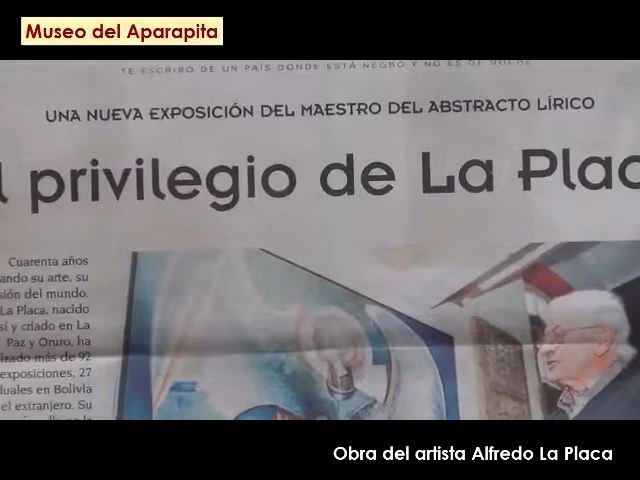 Museo del Aparapita
TE ESCRIBO DE UN PAÍS DONDE ESTÁ NEGRO Y NO ES DE NOCHE
UNA NUEVA EXPOSICIÓN DEL MAESTRO DEL ABSTRACTO LÍRICO
l privilegio de La Plac
Cuarenta años
ando su arte, su
sión del mundo.
La Placa, nacido
sí y criado en La
Paz y Oruro, ha
izado más de 92
exposiciones, 27
duales en Bolivia
el extranjero. Su
Obra del artista Alfredo La Placa